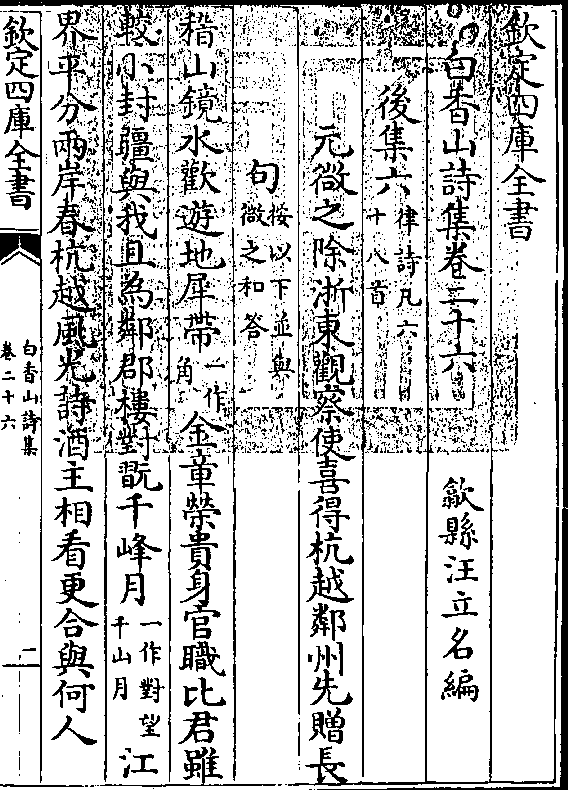 欽定四庫全書
白香山詩集卷二十六
歙縣汪立名編
後集六律詩凡六十八首
元微之除浙東觀察使喜得杭越鄰州先贈長
句按以下並與微之和答
稽山鏡水歡遊地犀帶一作角金章榮貴身官職比君雖
較小封疆與我且為鄰郡樓對翫千峰月一作對望千山月江
界平分兩岸春杭越風光詩酒主相看更合與何人
欽定四庫全書
白香山詩集
卷二十六